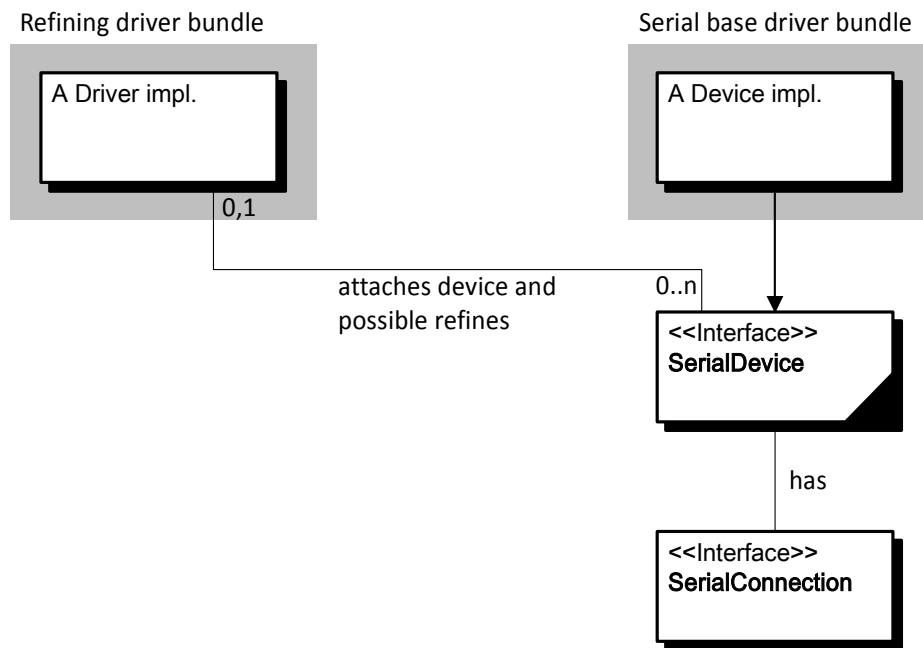 Refining driver bundle
Serial base driver bundle
A Driver impl.
A Device impl.
0,1
attaches device and
possible refines
0..n
<<Interface>>
SerialDevice
has
<<Interface>>
SerialConnection